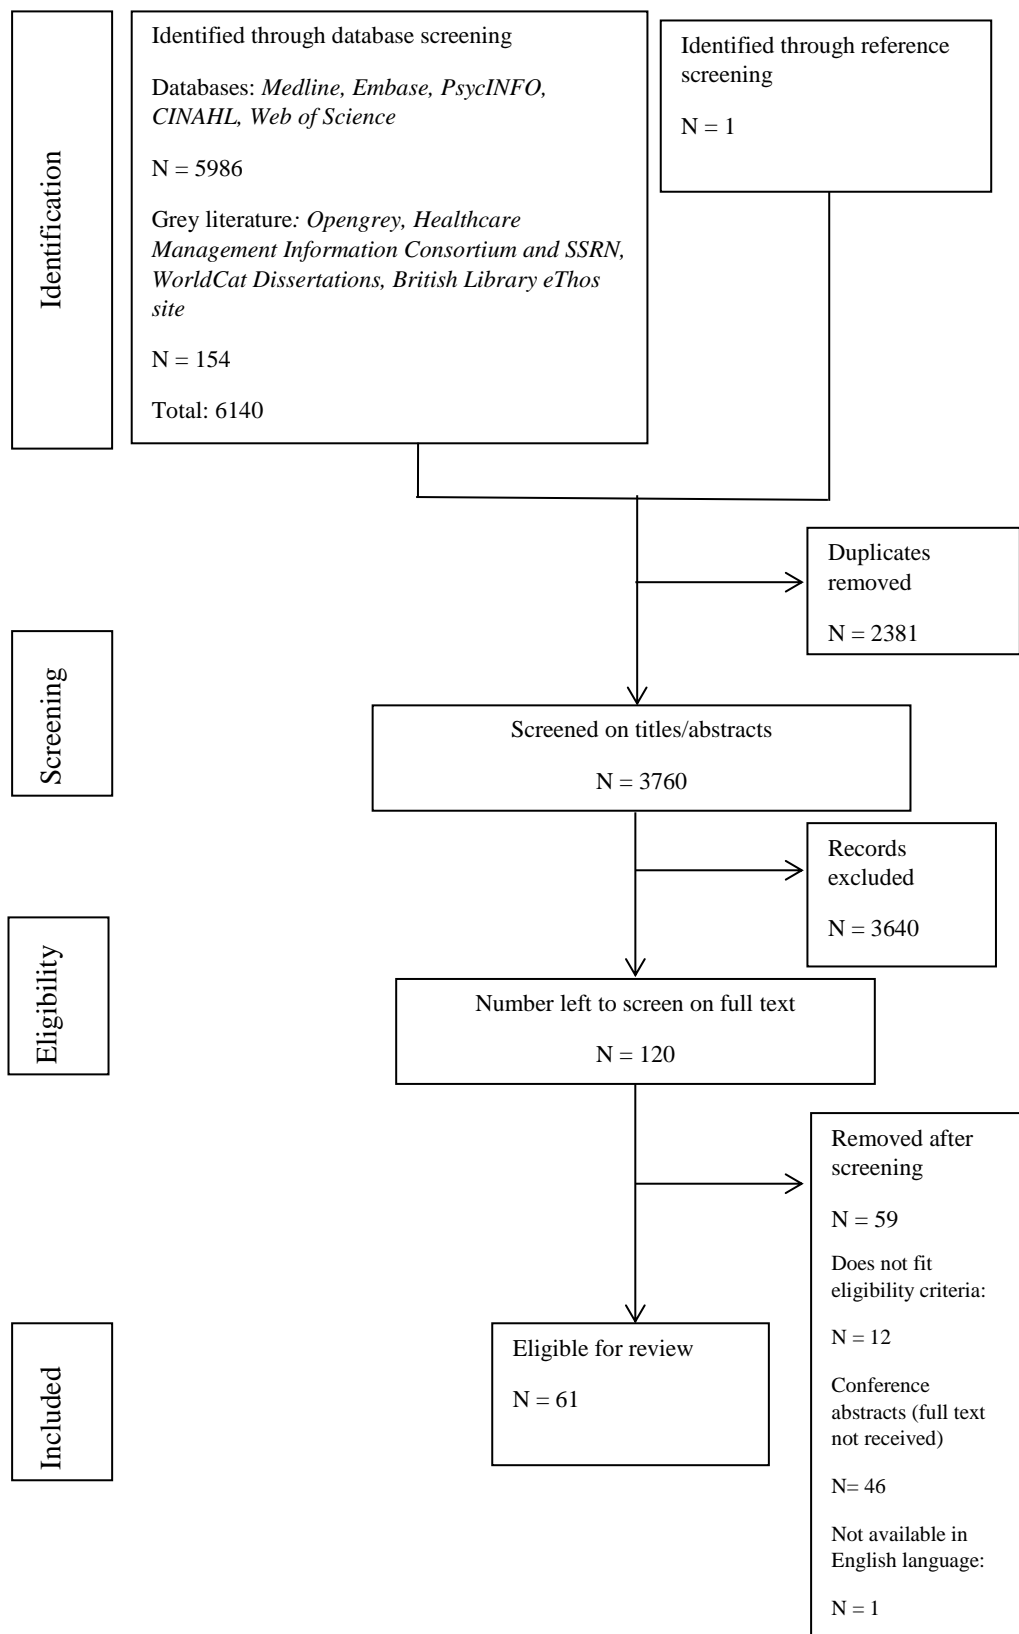 Identification
Identified through database screening
Databases: Medline, Embase, PsycINFO,
CINAHL, Web of Science
N = 5986
Grey literature: Opengrey, Healthcare
Management Information Consortium and SSRN,
WorldCat Dissertations, British Library eThos
site
N = 154
Total: 6140
Identified through reference
screening
N = 1
Duplicates
removed
N = 2381
Screening
Screened on titles/abstracts
N = 3760
Records
excluded
N = 3640
Eligibility
Number left to screen on full text
N = 120
Removed after
screening
N = 59
Does not fit
eligibility criteria:
N = 12
Conference
abstracts (full text
not received)
N= 46
Not available in
English language:
N = 1
Included
Eligible for review
N = 61